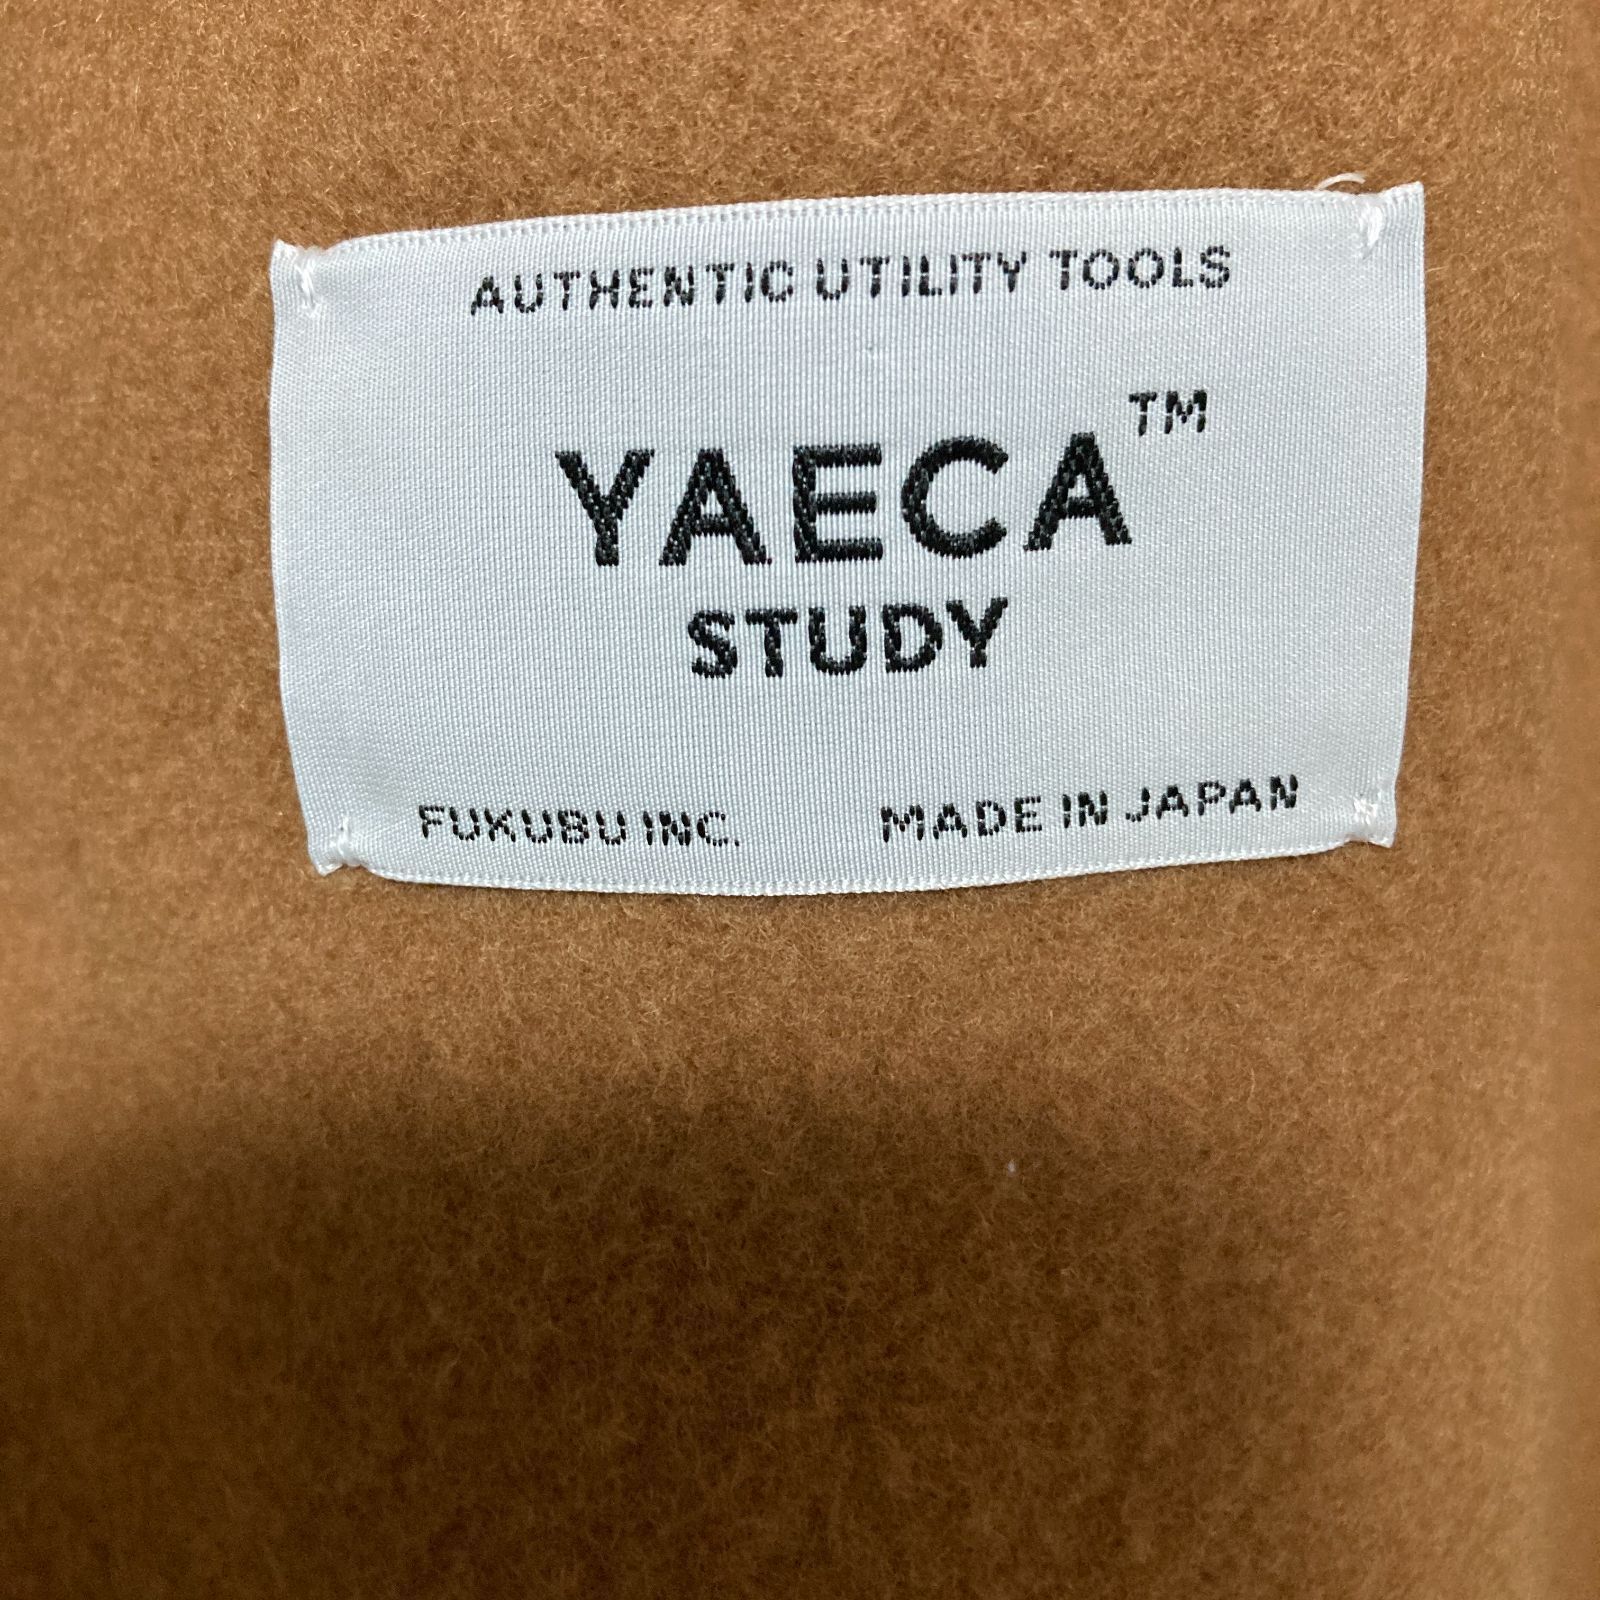 AUTHENTIC UTILITY TOOLS
YAECA™
STUDY
FUKUBU INC. MADE IN JAPAN